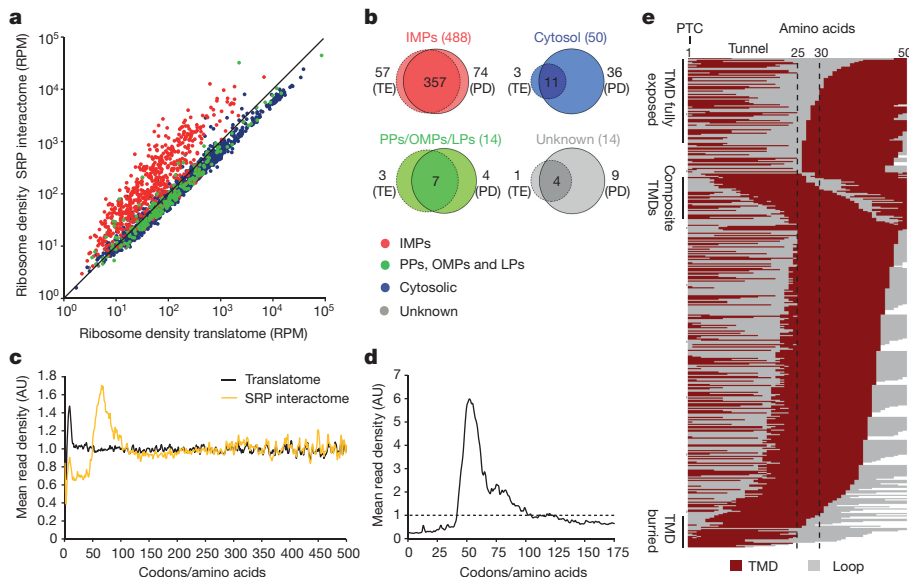 a
Ribosome density SRP interactome (RPM)
10^5
10^4
10^3
10^2
10^1
10^0
10^0 10^1 10^2 10^3 10^4 10^5
Ribosome density translatome (RPM)
b
IMPs (488)
57 (TE)
357
74 (PD)
Cytosol (50)
3 (TE)
11
36 (PD)
PPs/OMPs/LPs (14)
3 (TE)
7
4 (PD)
Unknown (14)
1 (TE)
4
9 (PD)
IMPs
PPs, OMPs and LPs
Cytosolic
Unknown
c
Mean read density (AU)
1.8
1.6
1.4
1.2
1.0
0.8
0.6
0.4
0.2
0
Translatome
SRP interactome
0 50 100 150 200 250 300 350 400 450 500
Codons/amino acids
d
Mean read density (AU)
7
6
5
4
3
2
1
0
0 25 50 75 100 125 150 175
Codons/amino acids
e
PTC
Amino acids
1
Tunnel
25 30
50
TMD fully exposed
Composite TMDs
TMD burried
TMD
Loop